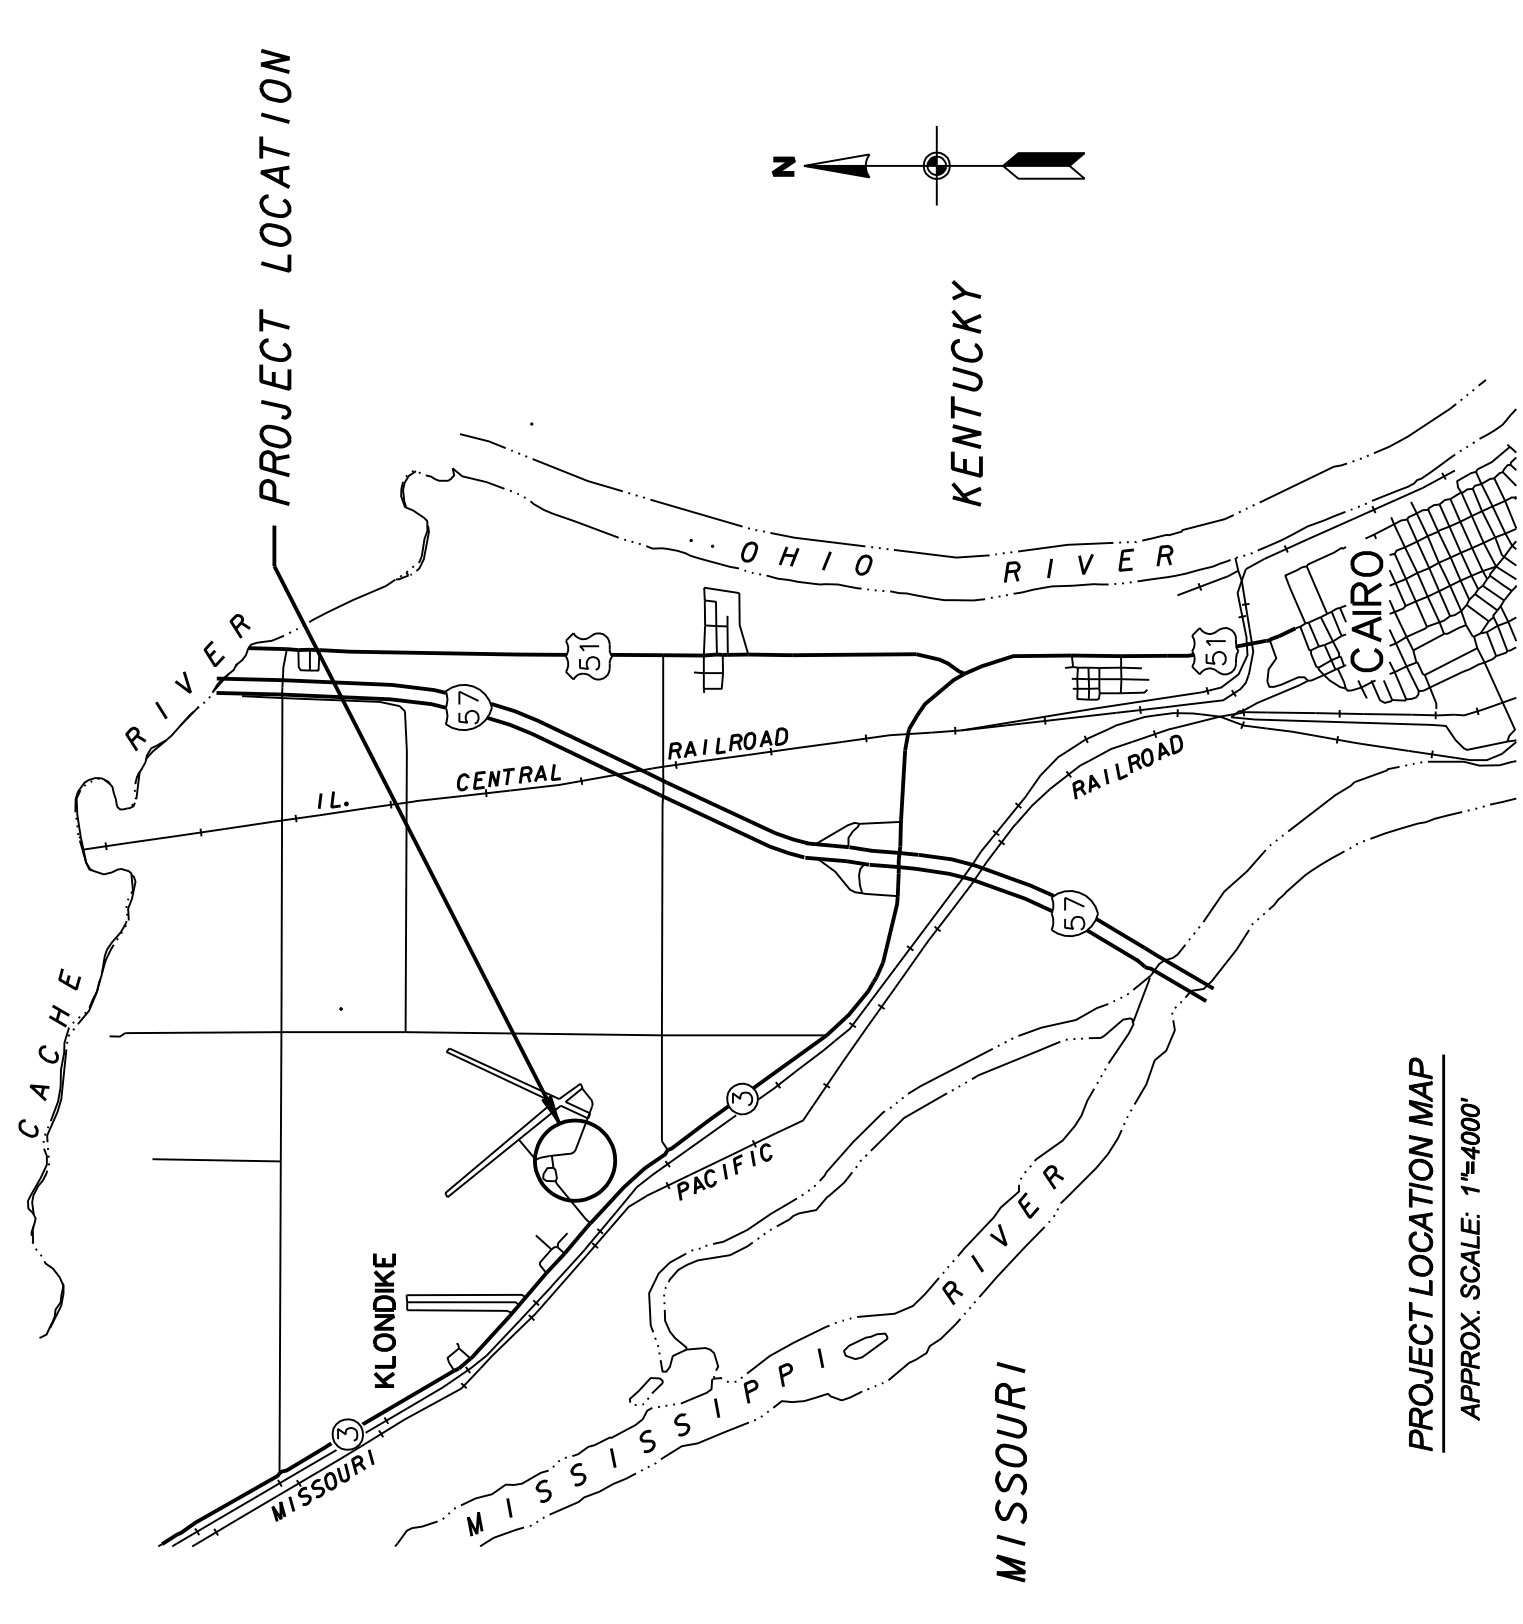 PROJECT LOCATION
N
KENTUCKY
OHIO RIVER
CACHE RIVER
51
57
IL. CENTRAL RAILROAD
51
CAIRO
57
3
3
MISSOURI PACIFIC RAILROAD
KLONDIKE
MISSISSIPPI RIVER
MISSOURI
PROJECT LOCATION MAP
APPROX. SCALE: 1"=4000'